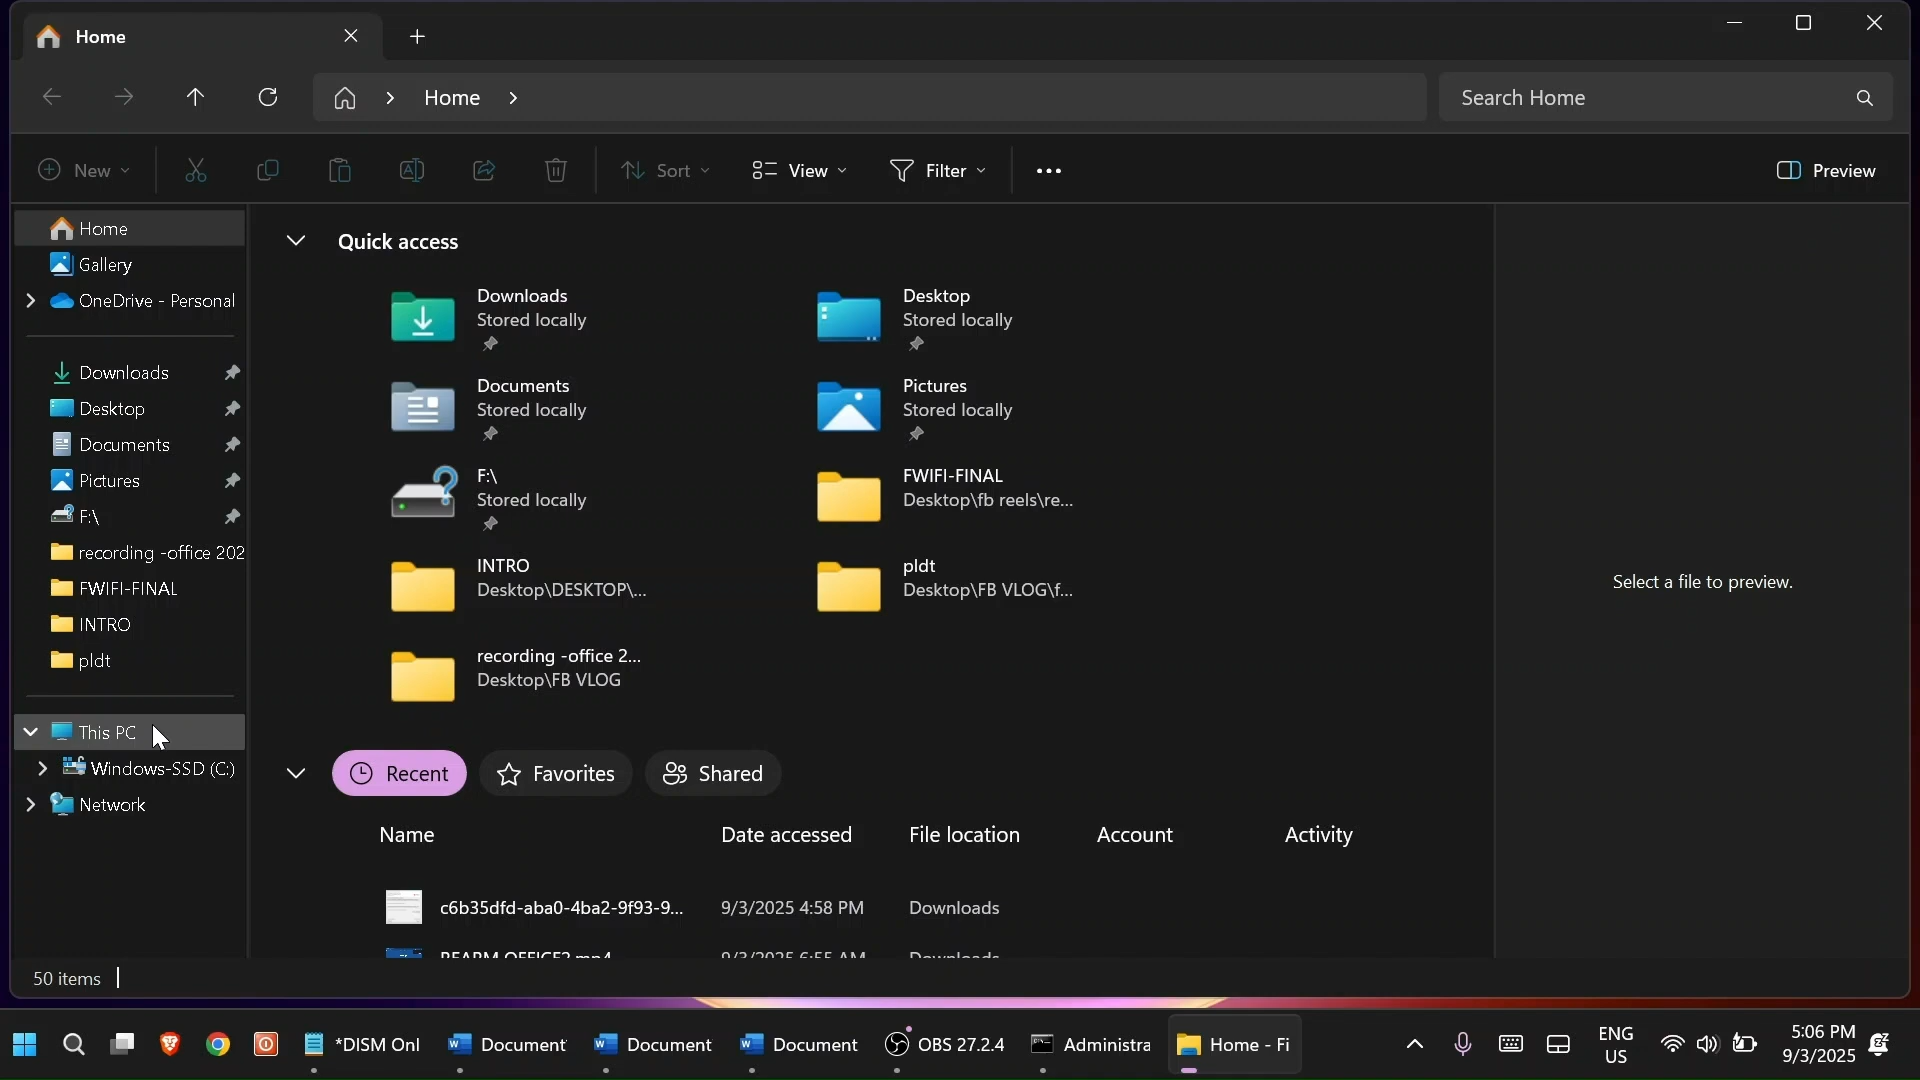 Home
Home
Search Home
New
Sort
View
Filter
Preview
Home
Gallery
OneDrive - Personal
Downloads
Desktop
Documents
Pictures
F:\
recording -office 202
FWIFI-FINAL
INTRO
pldt
This PC
Windows-SSD (C:)
Network
Quick access
Downloads
Stored locally
Desktop
Stored locally
Documents
Stored locally
Pictures
Stored locally
F:\
Stored locally
FWIFI-FINAL
Desktop\fb reels\re...
INTRO
Desktop\DESKTOP\...
pldt
Desktop\FB VLOG\f...
recording -office 2...
Desktop\FB VLOG
Recent Favorites Shared
Name Date accessed File location Account Activity
c6b35dfd-aba0-4ba2-9f93-9... 9/3/2025 4:58 PM Downloads
REARM OFFICE2.mp4 9/3/2025 6:55 AM Downloads
Select a file to preview.
50 items
*DISM Onl
Document
Document
Document
OBS 27.2.4
Administra
Home - Fi
ENG
US
5:06 PM
9/3/2025